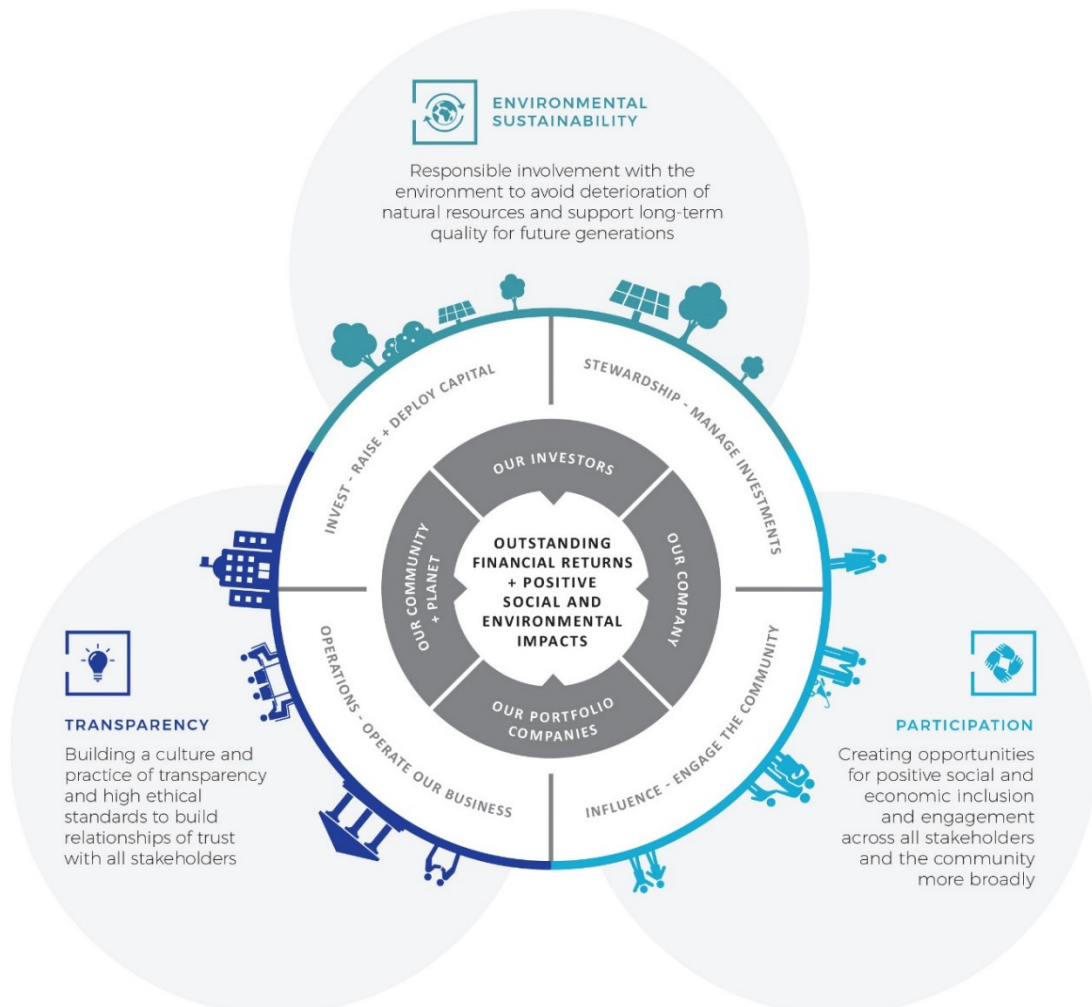 ENVIRONMENTAL
SUSTAINABILITY
Responsible involvement with the
environment to avoid deterioration of
natural resources and support long-term
quality for future generations
INVEST - RAISE + DEPLOY CAPITAL
STEWARDSHIP - MANAGE INVESTMENTS
OUR INVESTORS
OUR COMMUNITY
+ PLANET
OUTSTANDING
FINANCIAL RETURNS
+ POSITIVE
SOCIAL AND
ENVIRONMENTAL
IMPACTS
OUR COMPANY
OUR PORTFOLIO
COMPANIES
OPERATIONS - OPERATE OUR BUSINESS
INFLUENCE - ENGAGE THE COMMUNITY
TRANSPARENCY
Building a culture and
practice of transparency
and high ethical
standards to build
relationships of trust
with all stakeholders
PARTICIPATION
Creating opportunities
for positive social and
economic inclusion
and engagement
across all stakeholders
and the community
more broadly